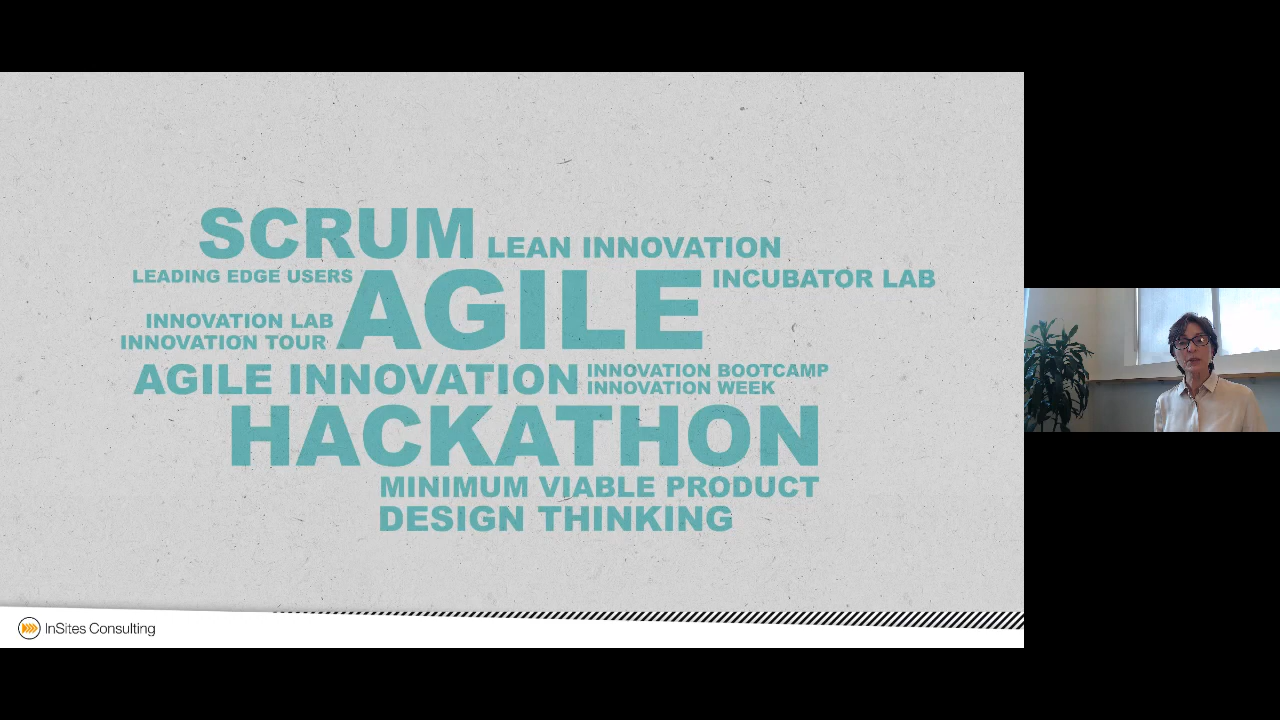 SCRUM
LEAN INNOVATION
LEADING EDGE USERS
AGILE
INCUBATOR LAB
INNOVATION LAB
INNOVATION TOUR
AGILE INNOVATION
INNOVATION BOOTCAMP
INNOVATION WEEK
HACKATHON
MINIMUM VIABLE PRODUCT
DESIGN THINKING
InSites Consulting